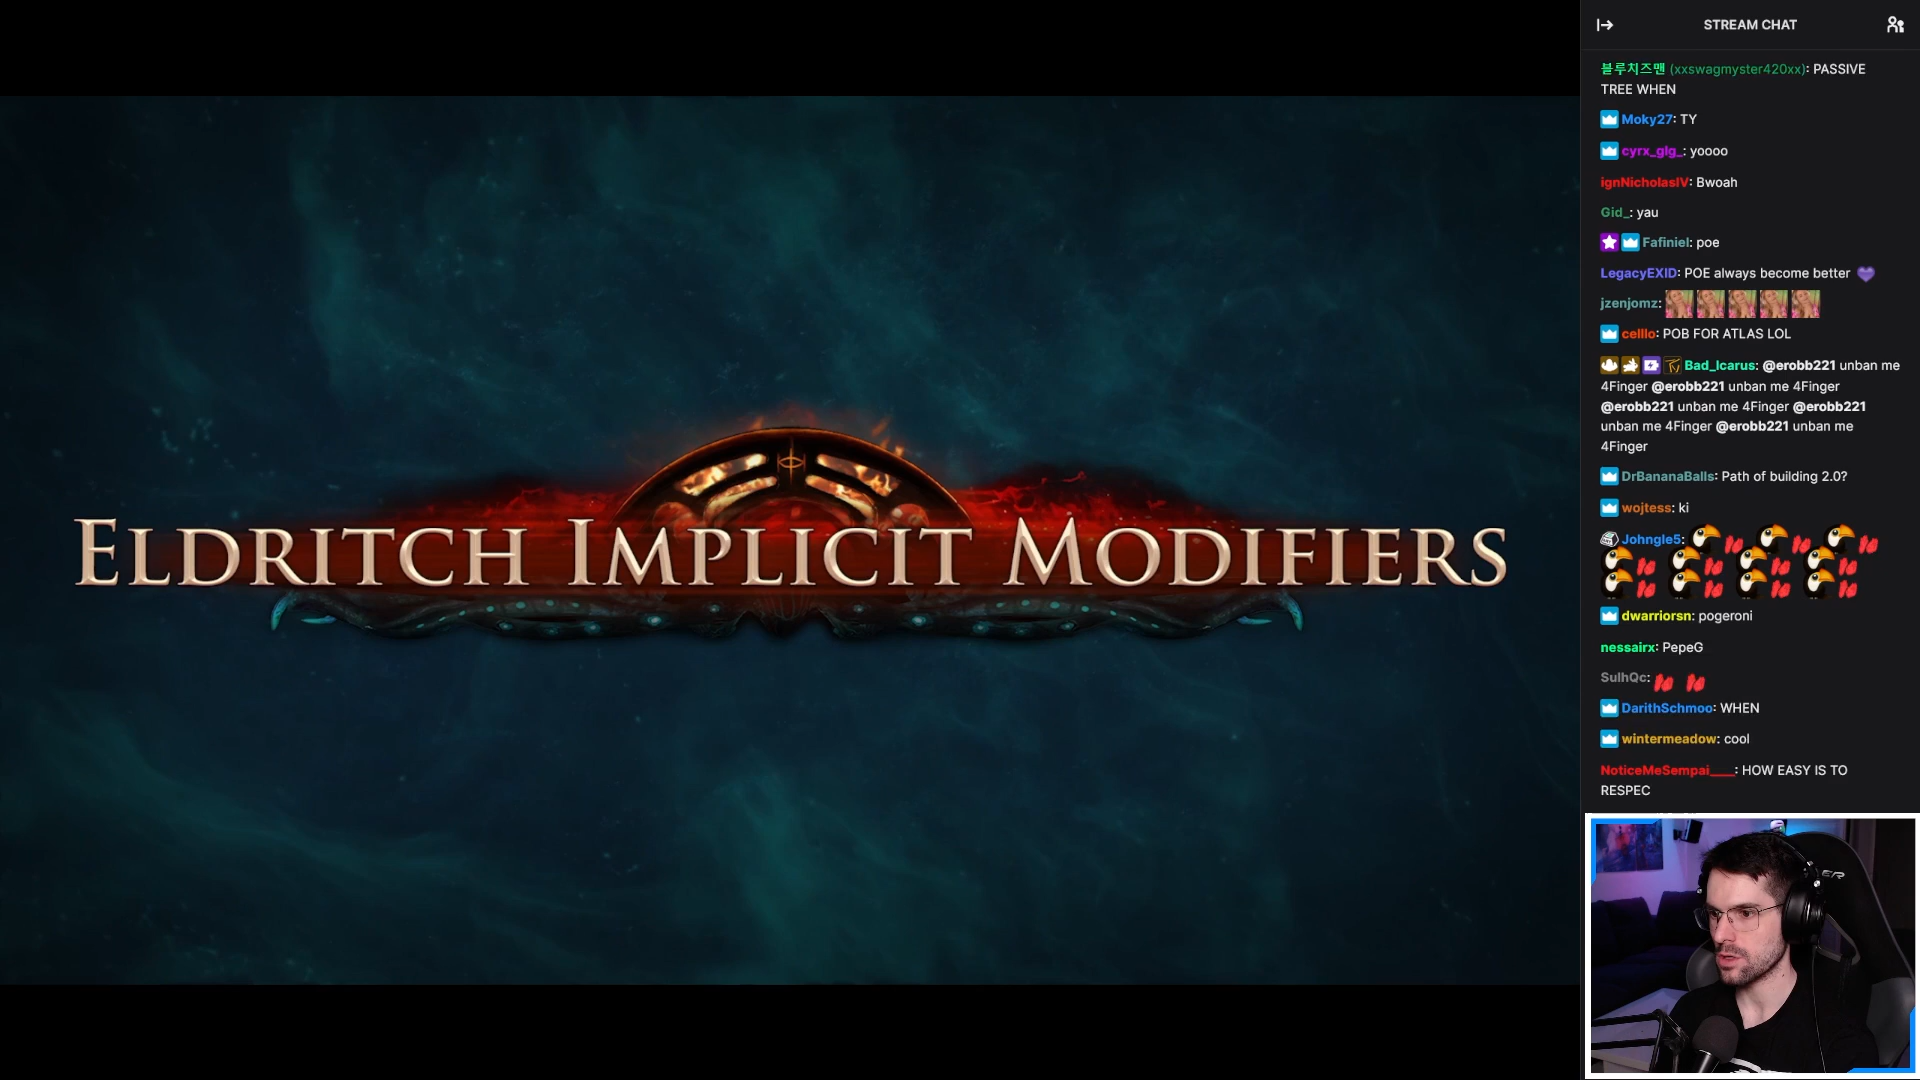 STREAM CHAT
블루치즈맨 (xxswagmyster420xx): PASSIVE
TREE WHEN
Moky27: TY
cyrx_glg_: yoooo
ignNicholasIV: Bwoah
Gid_: yau
Fafiniel: poe
LegacyEXID: POE always become better
jzenjomz:
celllo: POB FOR ATLAS LOL
Bad_Icarus: @erobb221 unban me
4Finger @erobb221 unban me 4Finger
@erobb221 unban me 4Finger @erobb221
unban me 4Finger @erobb221 unban me
4Finger
DrBananaBalls: Path of building 2.0?
wojtess: ki
Johngle5:
dwarriorsn: pogeroni
nessairx: PepeG
SulhQc:
DarithSchmoo: WHEN
wintermeadow: cool
NoticeMeSempai____: HOW EASY IS TO
RESPEC
ELDRITCH IMPLICIT MODIFIERS